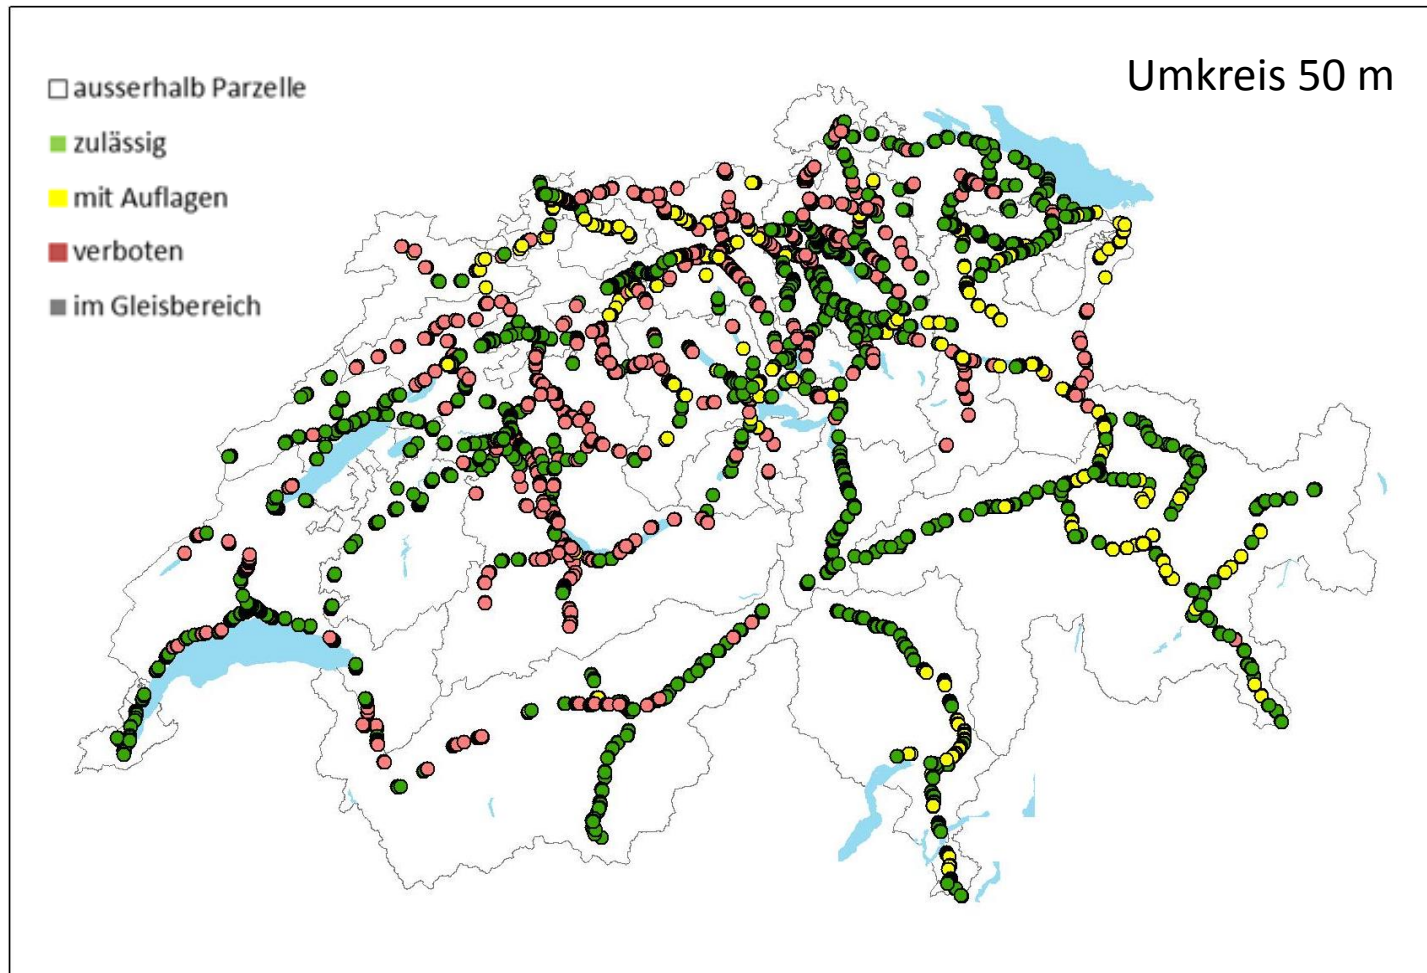 Umkreis 50 m
ausserhalb Parzelle
zulässig
mit Auflagen
verboten
im Gleisbereich